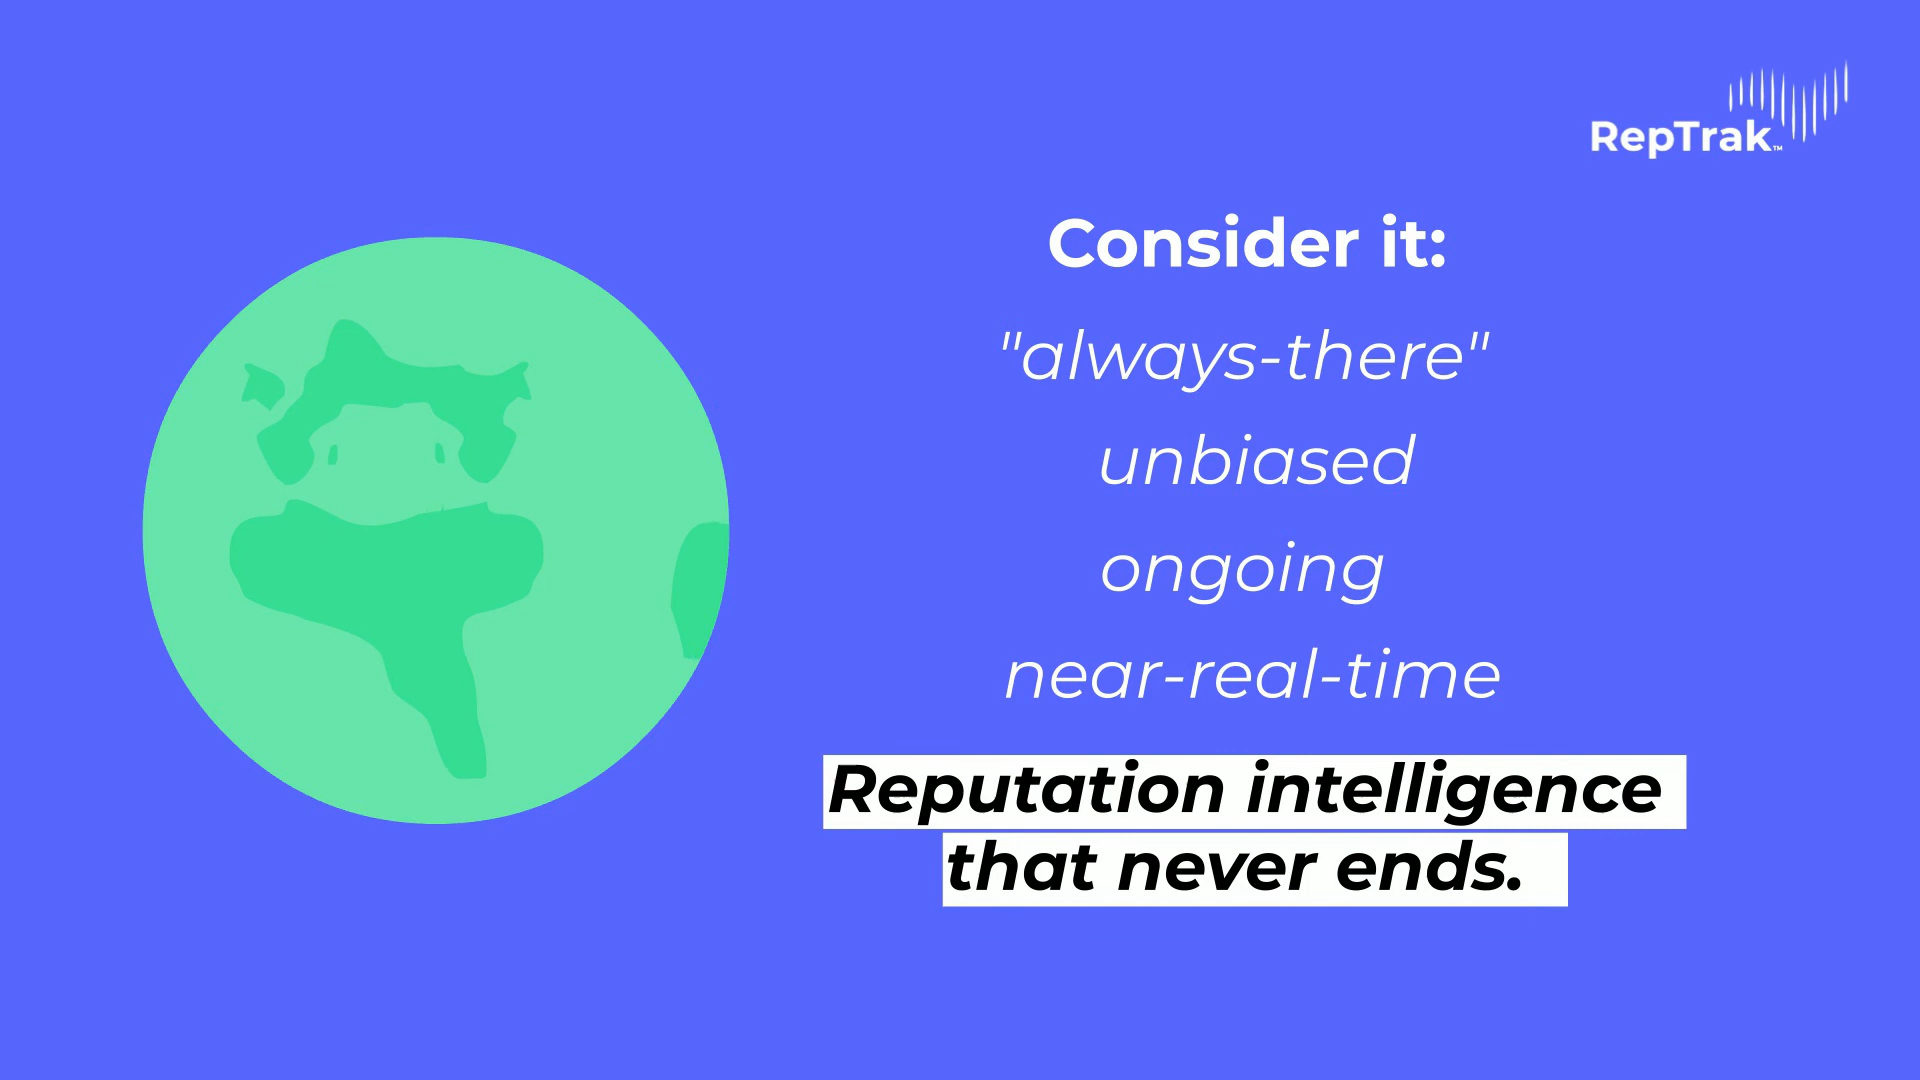 RepTrak™
Consider it:
"always-there"
unbiased
ongoing
near-real-time
Reputation intelligence
that never ends.